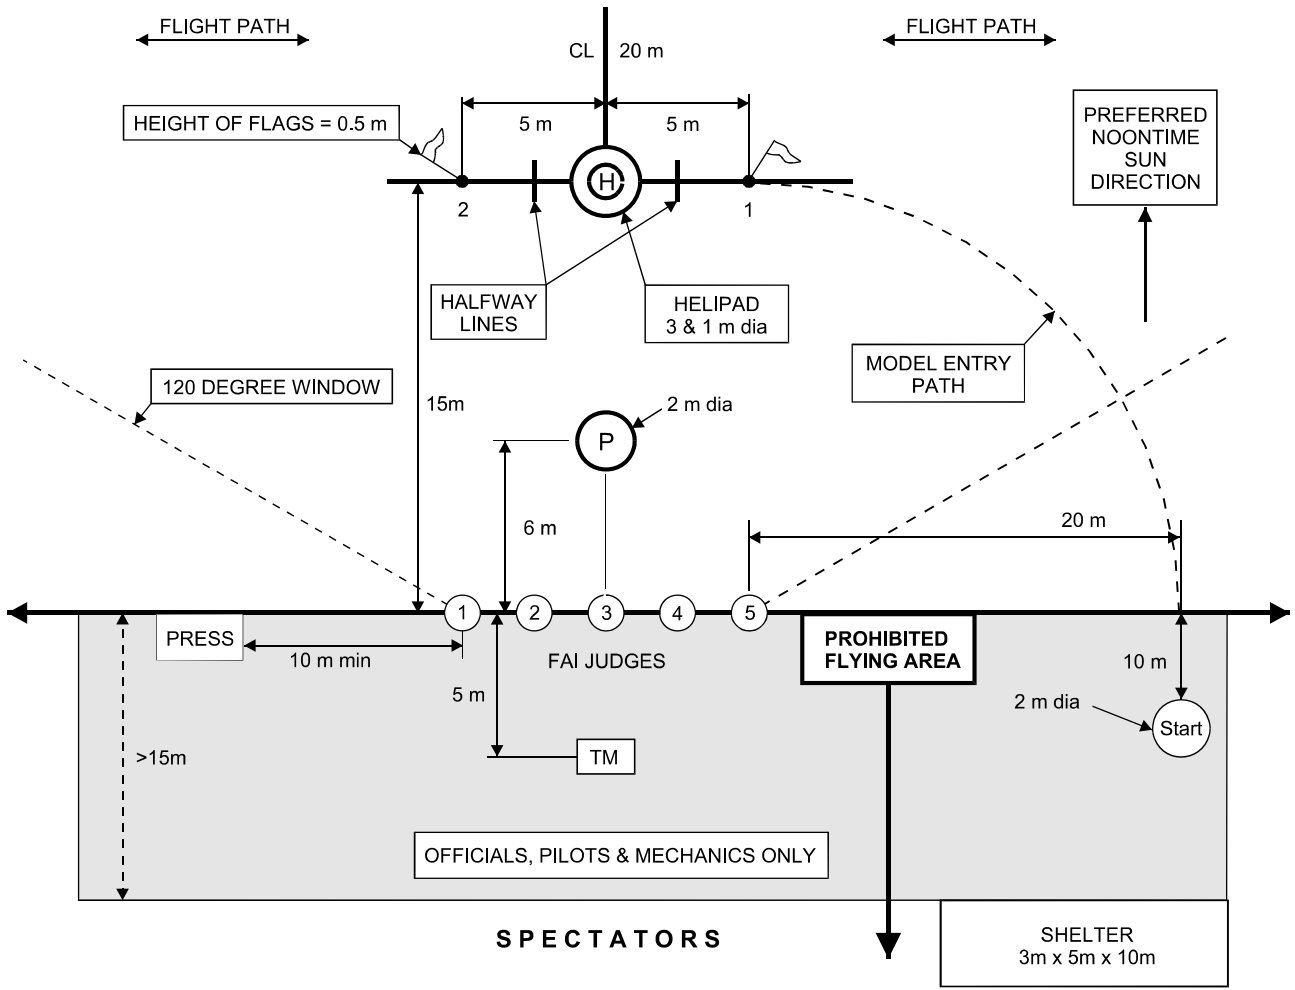 FLIGHT PATH
FLIGHT PATH
CL
20 m
HEIGHT OF FLAGS = 0.5 m
5 m
5 m
PREFERRED
NOONTIME
SUN
DIRECTION
H
2
1
HALFWAY
LINES
HELIPAD
3 & 1 m dia
MODEL ENTRY
PATH
120 DEGREE WINDOW
15m
2 m dia
P
6 m
20 m
1
2
3
4
5
PRESS
10 m min
FAI JUDGES
PROHIBITED
FLYING AREA
10 m
5 m
2 m dia
Start
>15m
TM
OFFICIALS, PILOTS & MECHANICS ONLY
SPECTATORS
SHELTER
3m x 5m x 10m